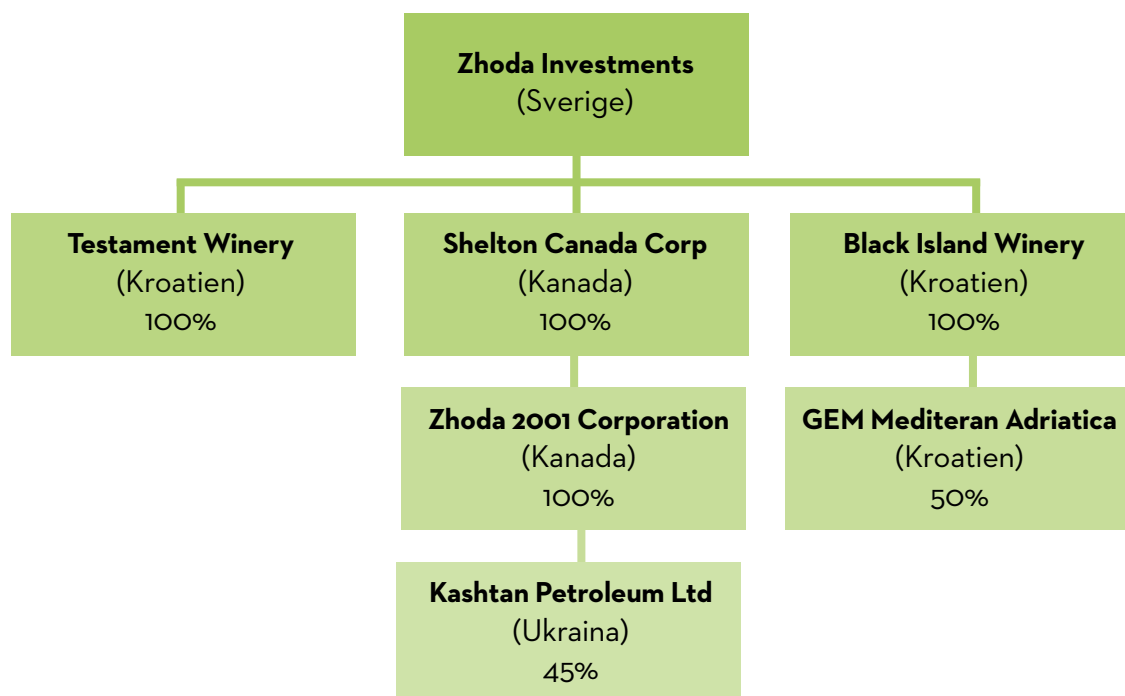 Zhoda Investments
(Sverige)
Testament Winery
(Kroatien)
100%
Shelton Canada Corp
(Kanada)
100%
Black Island Winery
(Kroatien)
100%
Zhoda 2001 Corporation
(Kanada)
100%
GEM Mediteran Adriatica
(Kroatien)
50%
Kashtan Petroleum Ltd
(Ukraina)
45%